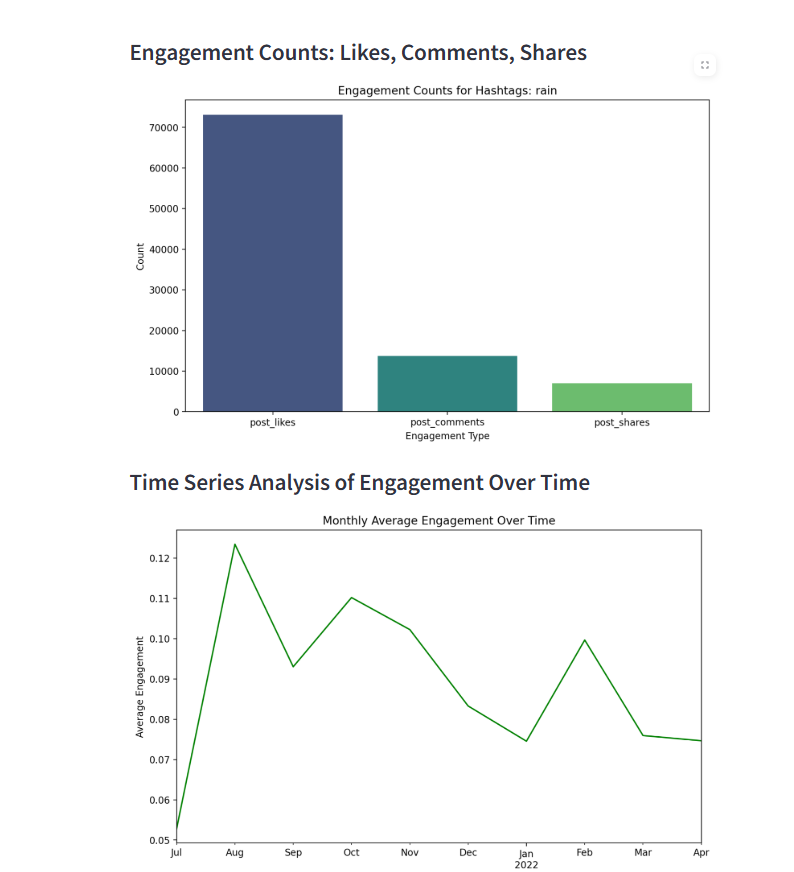 Engagement Counts: Likes, Comments, Shares
Engagement Counts for Hashtags: rain
70000
60000
50000
40000
30000
20000
10000
0
Count
post_likes post_comments post_shares
Engagement Type
Time Series Analysis of Engagement Over Time
Monthly Average Engagement Over Time
0.12
0.11
0.10
0.09
0.08
0.07
0.06
0.05
Average Engagement
Jul Aug Sep Oct Nov Dec Jan Feb Mar Apr
2022